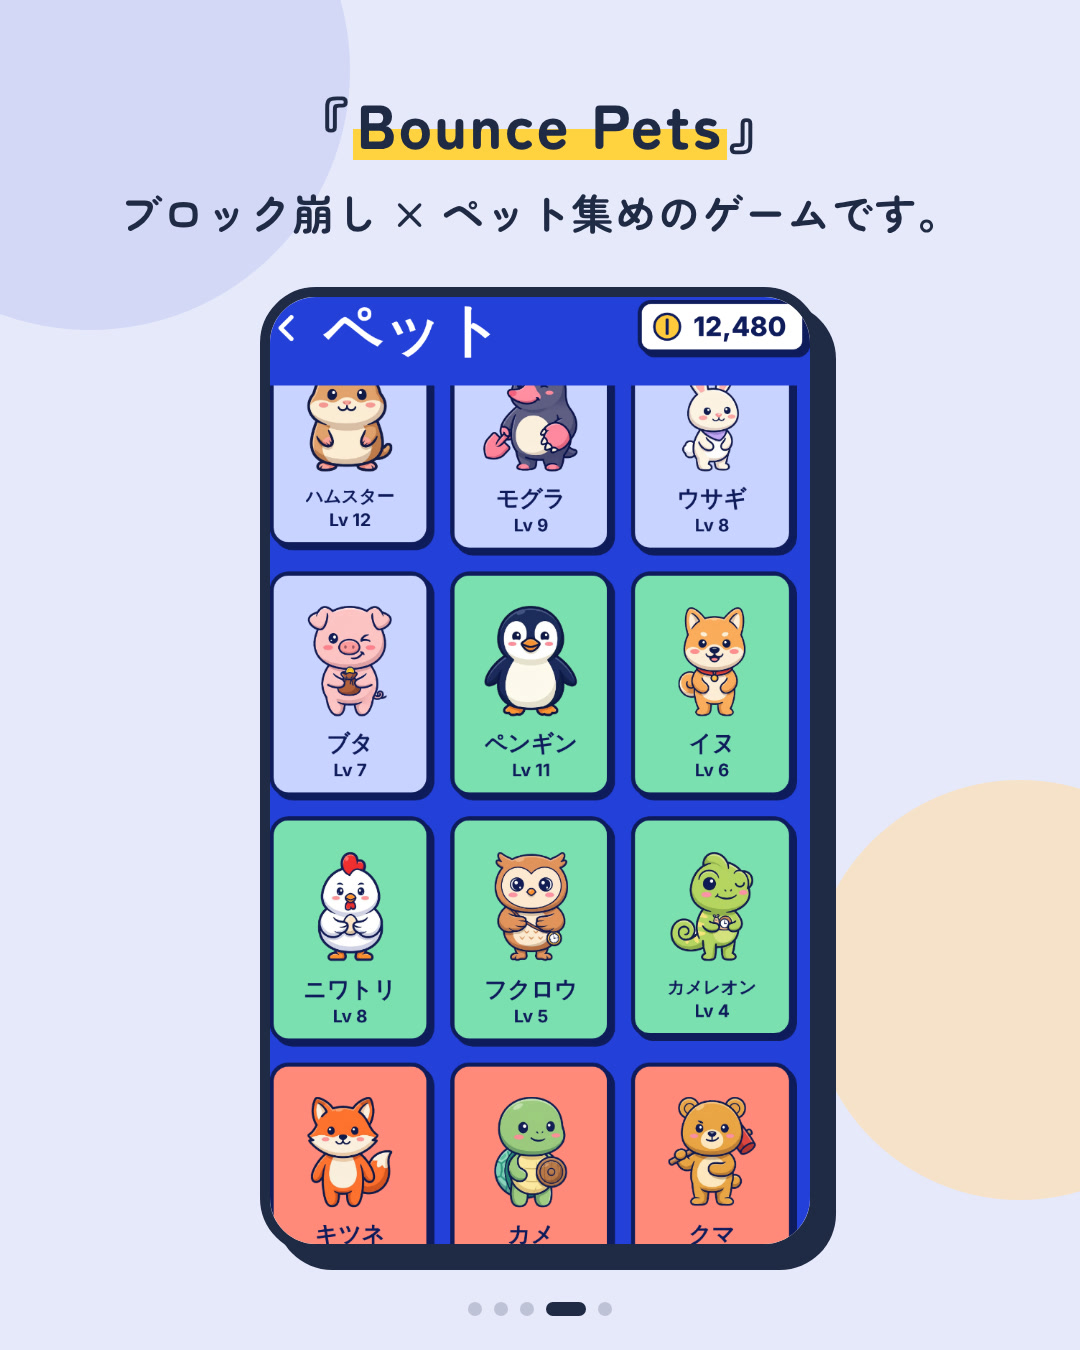 『Bounce Pets』
ブロック崩し × ペット集めのゲームです。
ペット
12,480
ハムスター
Lv 12
モグラ
Lv 9
ウサギ
Lv 8
ブタ
Lv 7
ペンギン
Lv 11
イヌ
Lv 6
ニワトリ
Lv 8
フクロウ
Lv 5
カメレオン
Lv 4
キツネ
カメ
クマ